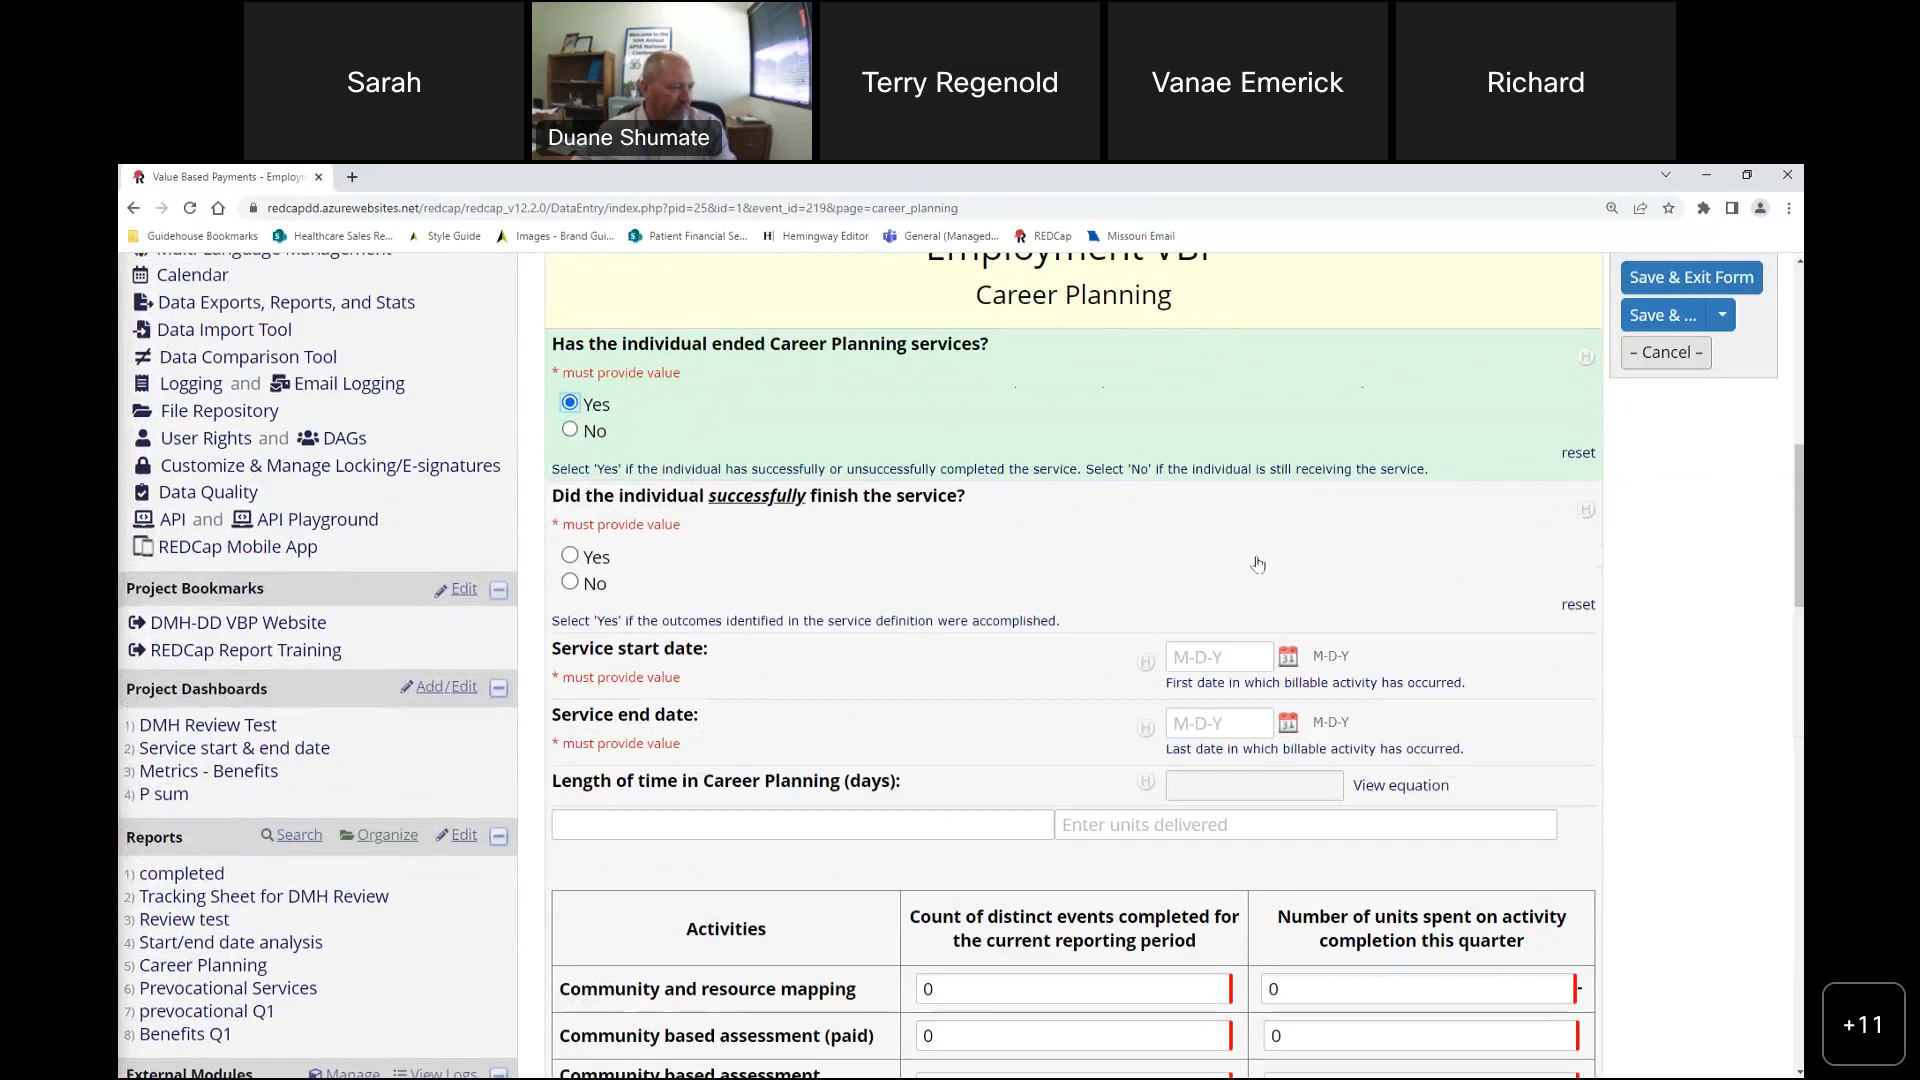 Sarah
Welcome to the
Duane Shumate
Terry Regenold
Vanae Emerick
Richard
Value Based Payments - Employm
redcapdd.azurewebsites.net/redcap/redcap_v12.2.0/DataEntry/index.php?pid=25&id=1&event_id=219&page=career_planning
Guidehouse Bookmarks Healthcare Sales Re... Style Guide Images - Brand Gui... Patient Financial Se... Hemingway Editor General (Managed... REDCap Missouri Email
Multi-Language Management
Calendar
Data Exports, Reports, and Stats
Data Import Tool
Data Comparison Tool
Logging and Email Logging
File Repository
User Rights and DAGs
Customize & Manage Locking/E-signatures
Data Quality
API and API Playground
REDCap Mobile App
Project Bookmarks Edit
DMH-DD VBP Website
REDCap Report Training
Project Dashboards Add/Edit
1) DMH Review Test
2) Service start & end date
3) Metrics - Benefits
4) P sum
Reports Search Organize Edit
1) completed
2) Tracking Sheet for DMH Review
3) Review test
4) Start/end date analysis
5) Career Planning
6) Prevocational Services
7) prevocational Q1
8) Benefits Q1
External Modules Manage View Logs
Employment VBP
Career Planning
Has the individual ended Career Planning services?
* must provide value
Yes
No
reset
Select 'Yes' if the individual has successfully or unsuccessfully completed the service. Select 'No' if the individual is still receiving the service.
Did the individual successfully finish the service?
* must provide value
Yes
No
reset
Select 'Yes' if the outcomes identified in the service definition were accomplished.
Service start date:
* must provide value
M-D-Y 31 M-D-Y
First date in which billable activity has occurred.
Service end date:
* must provide value
M-D-Y 31 M-D-Y
Last date in which billable activity has occurred.
Length of time in Career Planning (days):
View equation
Enter units delivered
Activities
Count of distinct events completed for
the current reporting period
Number of units spent on activity
completion this quarter
Community and resource mapping 0 0
Community based assessment (paid) 0 0
Community based assessment
Save & Exit Form
Save & ...
– Cancel –
+11